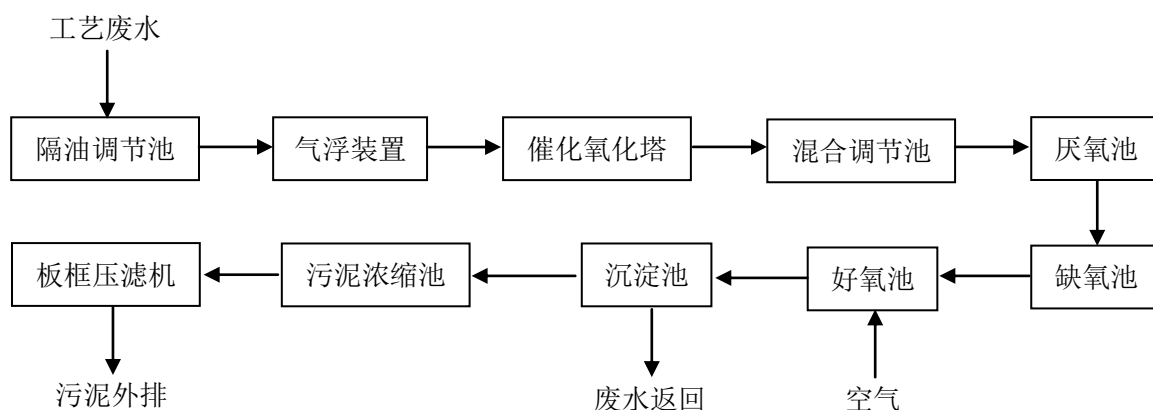 工艺废水
隔油调节池
气浮装置
催化氧化塔
混合调节池
厌氧池
板框压滤机
污泥浓缩池
沉淀池
好氧池
缺氧池
污泥外排
废水返回
空气